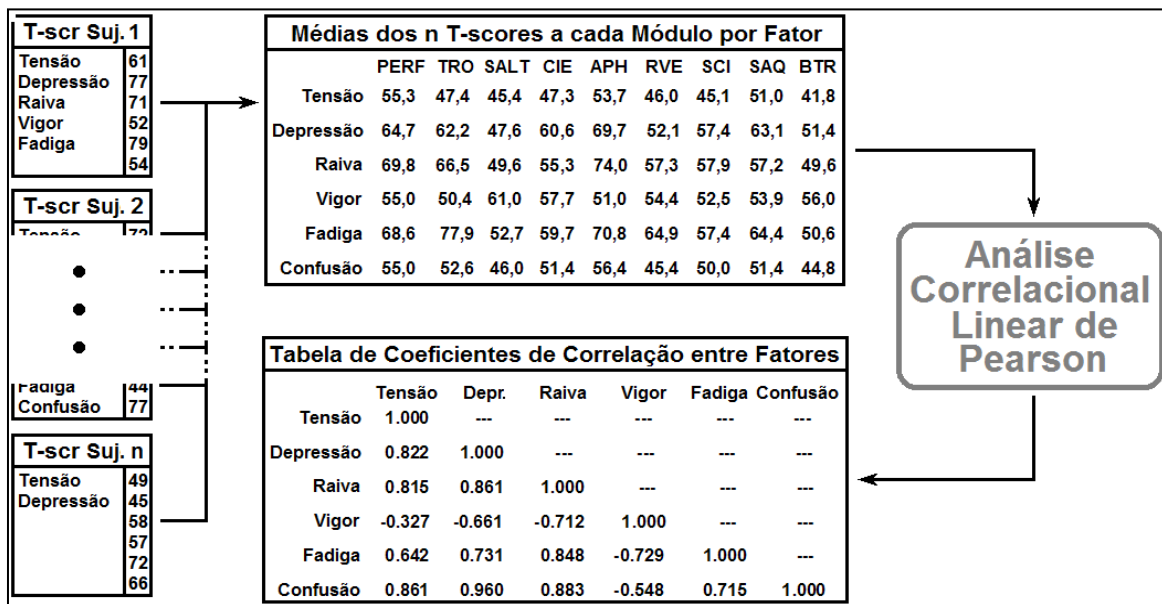 T-scr Suj. 1
Tensão 61
Depressão 77
Raiva 71
Vigor 52
Fadiga 79
54
T-scr Suj. 2
Tensão 72
Fadiga 44
Confusão 77
T-scr Suj. n
Tensão 49
Depressão 45
58
57
72
66
Médias dos n T-scores a cada Módulo por Fator
PERF TRO SALT CIE APH RVE SCI SAQ BTR
Tensão 55,3 47,4 45,4 47,3 53,7 46,0 45,1 51,0 41,8
Depressão 64,7 62,2 47,6 60,6 69,7 52,1 57,4 63,1 51,4
Raiva 69,8 66,5 49,6 55,3 74,0 57,3 57,9 57,2 49,6
Vigor 55,0 50,4 61,0 57,7 51,0 54,4 52,5 53,9 56,0
Fadiga 68,6 77,9 52,7 59,7 70,8 64,9 57,4 64,4 50,6
Confusão 55,0 52,6 46,0 51,4 56,4 45,4 50,0 51,4 44,8
Análise
Correlacional
Linear de
Pearson
Tabela de Coeficientes de Correlação entre Fatores
Tensão Depr. Raiva Vigor Fadiga Confusão
Tensão 1.000 --- --- --- --- ---
Depressão 0.822 1.000 --- --- --- ---
Raiva 0.815 0.861 1.000 --- --- ---
Vigor -0.327 -0.661 -0.712 1.000 --- ---
Fadiga 0.642 0.731 0.848 -0.729 1.000 ---
Confusão 0.861 0.960 0.883 -0.548 0.715 1.000